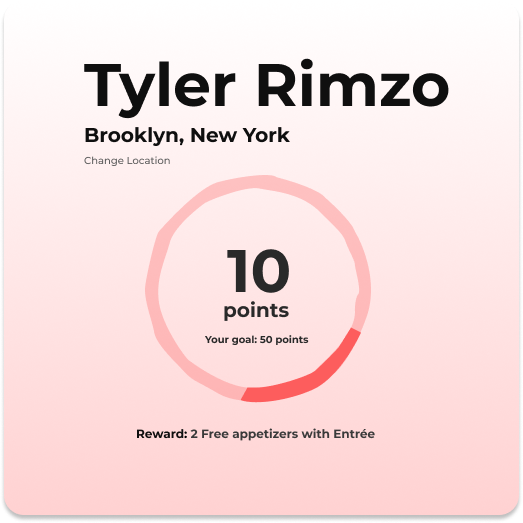 Tyler Rimzo
Brooklyn, New York
Change Location
10
points
Your goal: 50 points
Reward: 2 Free appetizers with Entrée